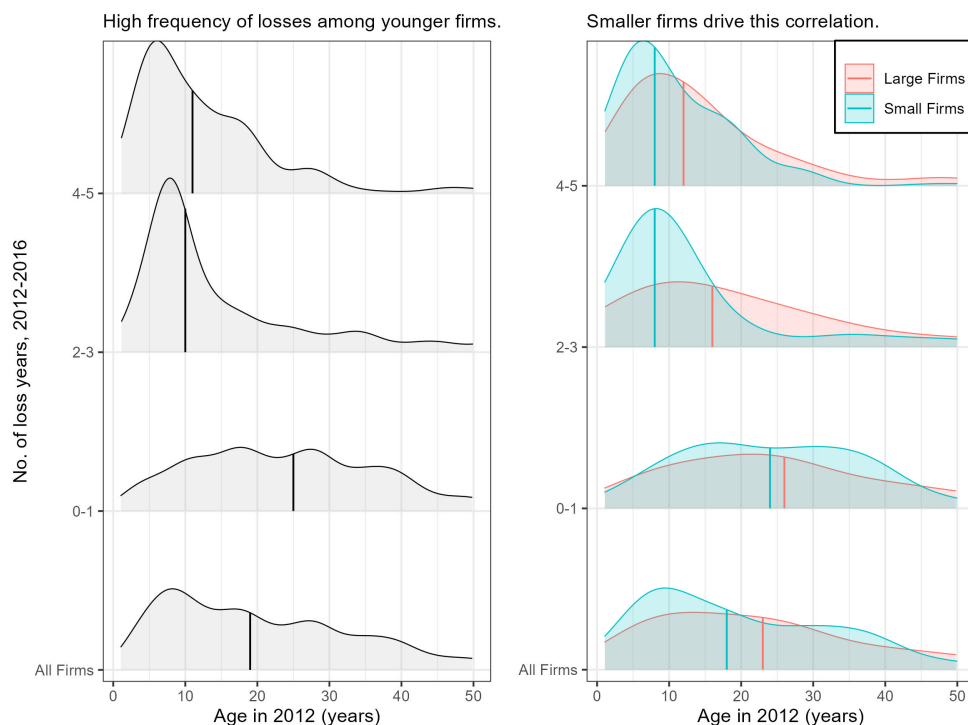 High frequency of losses among younger firms.
No. of loss years, 2012-2016
4-5
2-3
0-1
All Firms
0 10 20 30 40 50
Age in 2012 (years)
Smaller firms drive this correlation.
Large Firms
Small Firms
4-5
2-3
0-1
All Firms
0 10 20 30 40 50
Age in 2012 (years)